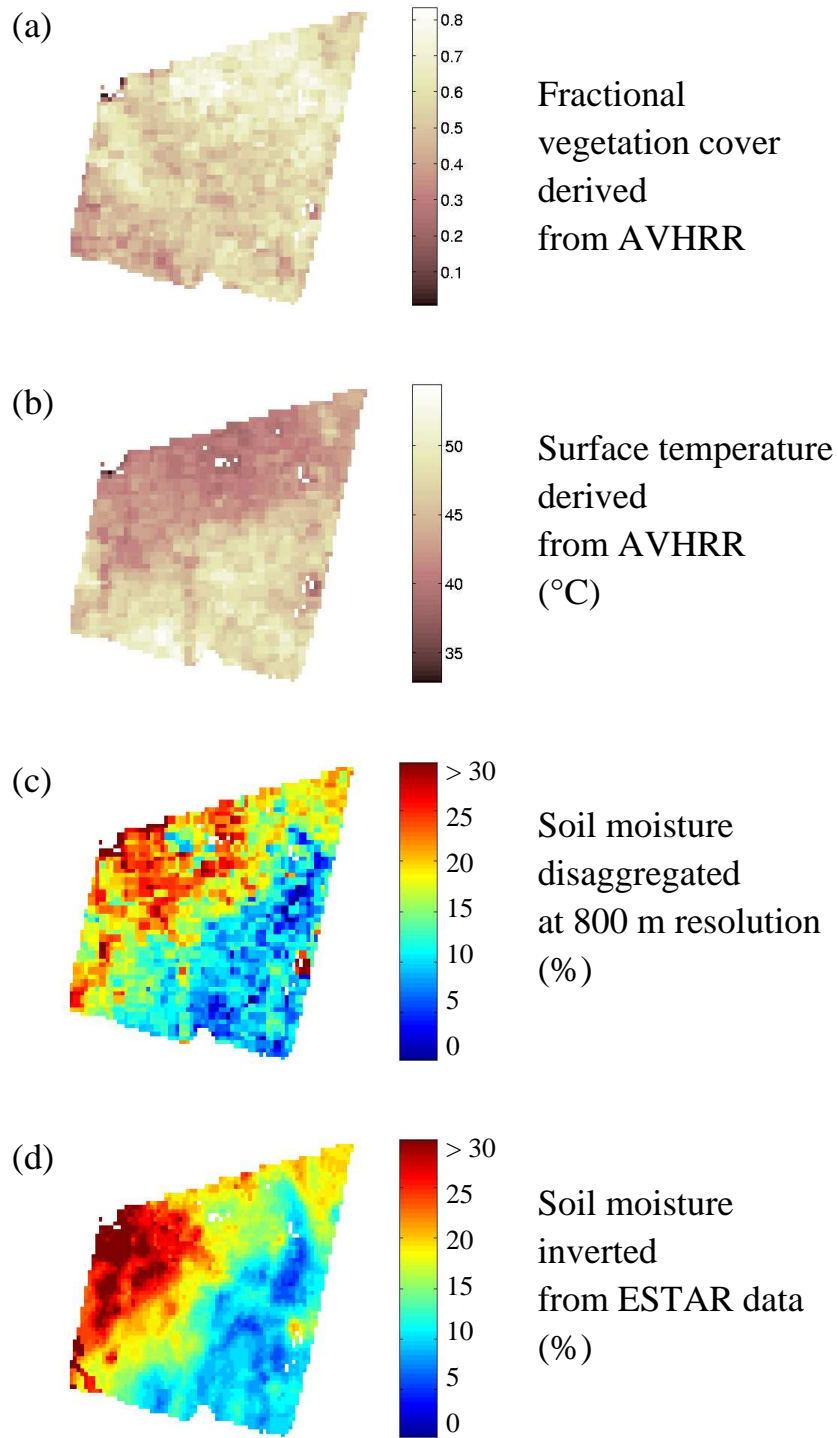 (a)
0.8
0.7
0.6
0.5
0.4
0.3
0.2
0.1
Fractional
vegetation cover
derived
from AVHRR
(b)
50
45
40
35
Surface temperature
derived
from AVHRR
(°C)
(c)
> 30
25
20
15
10
5
0
Soil moisture
disaggregated
at 800 m resolution
(%)
(d)
> 30
25
20
15
10
5
0
Soil moisture
inverted
from ESTAR data
(%)